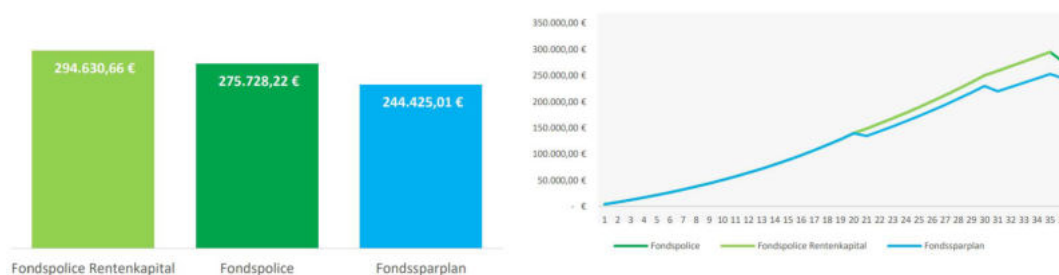 294.630,66 €
275.728,22 €
244.425,01 €
Fondspolice Rentenkapital
Fondspolice
Fondssparplan
350.000,00 €
300.000,00 €
250.000,00 €
200.000,00 €
150.000,00 €
100.000,00 €
50.000,00 €
- €
1 2 3 4 5 6 7 8 9 10 11 12 13 14 15 16 17 18 19 20 21 22 23 24 25 26 27 28 29 30 31 32 33 34 35
Fondspolice
Fondspolice Rentenkapital
Fondssparplan